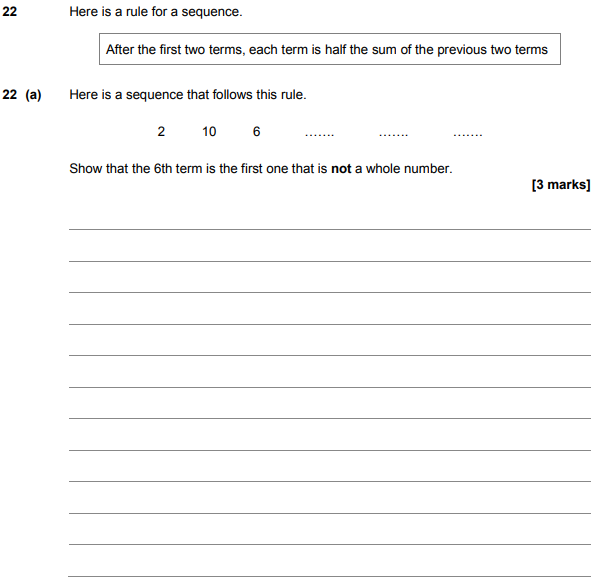 22 Here is a rule for a sequence.
After the first two terms, each term is half the sum of the previous two terms
22 (a) Here is a sequence that follows this rule.
2 10 6 ....... ....... .......
Show that the 6th term is the first one that is not a whole number.
[3 marks]